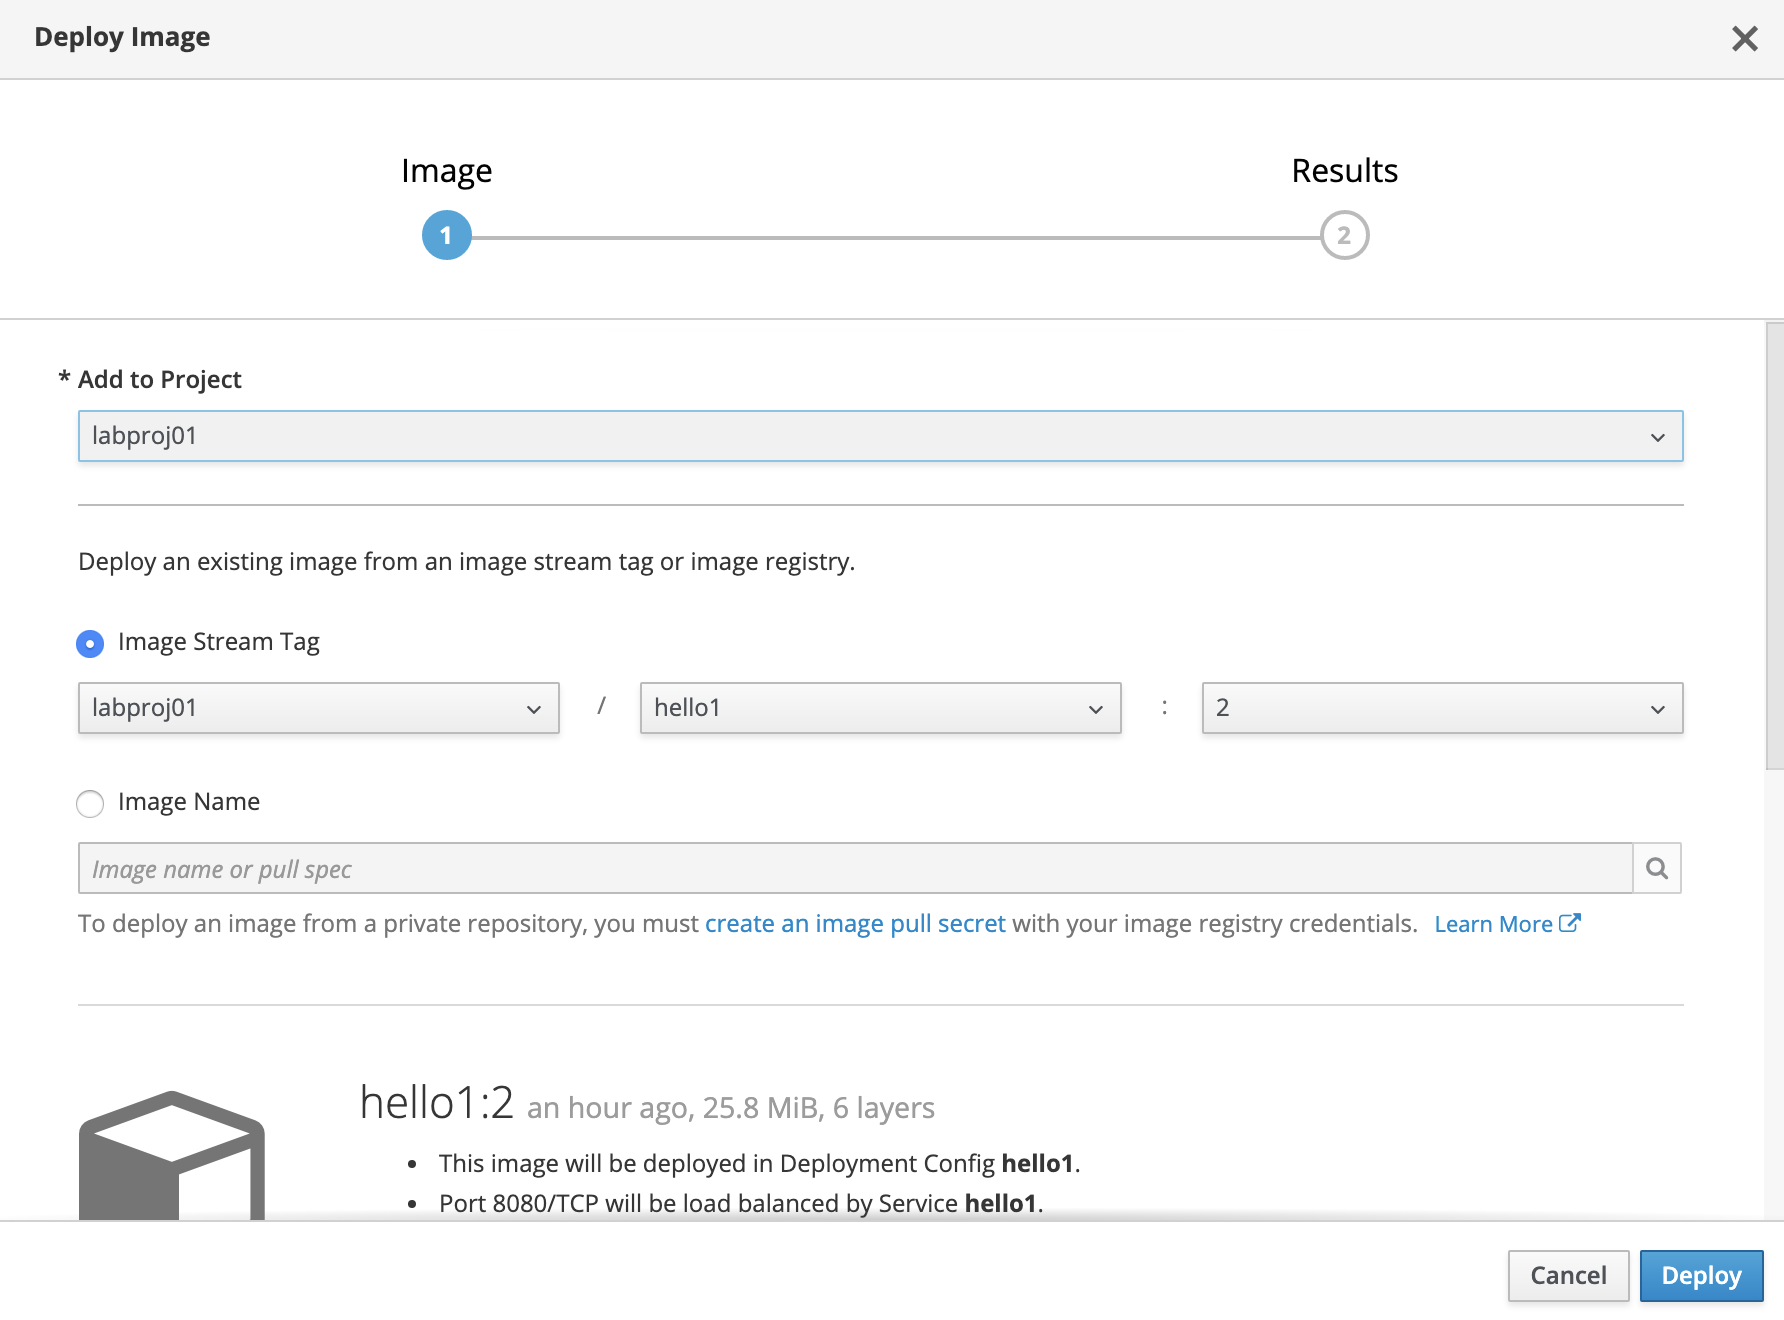 Deploy Image
Image
Results
1
2
* Add to Project
labproj01
Deploy an existing image from an image stream tag or image registry.
Image Stream Tag
labproj01 / hello1 : 2
Image Name
Image name or pull spec
To deploy an image from a private repository, you must create an image pull secret with your image registry credentials. Learn More
hello1:2 an hour ago, 25.8 MiB, 6 layers
• This image will be deployed in Deployment Config hello1.
• Port 8080/TCP will be load balanced by Service hello1.
Cancel
Deploy